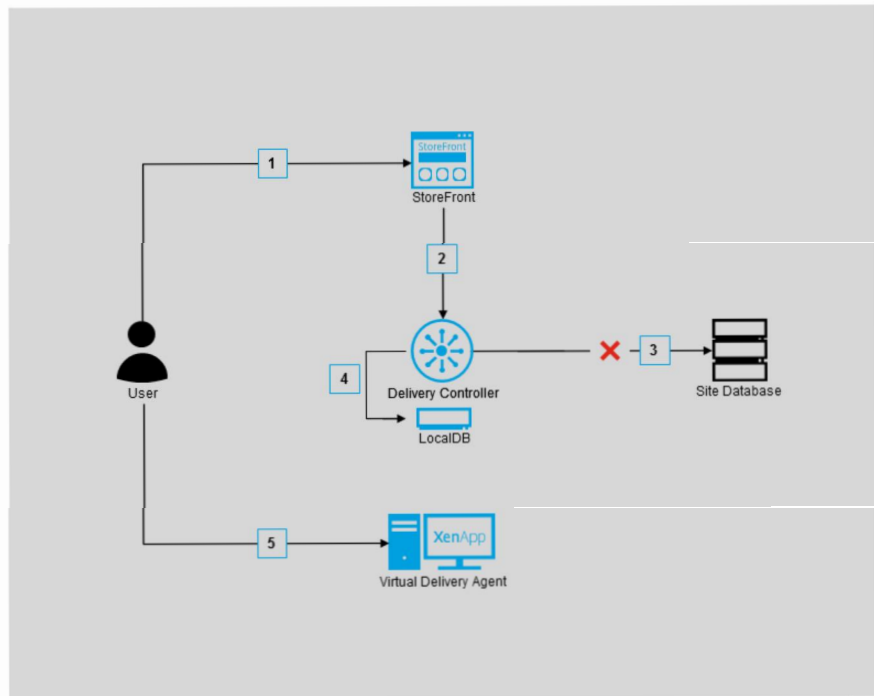 1
StoreFront
StoreFront
2
3
4
User
Delivery Controller
Site Database
LocalDB
5
XenApp
Virtual Delivery Agent